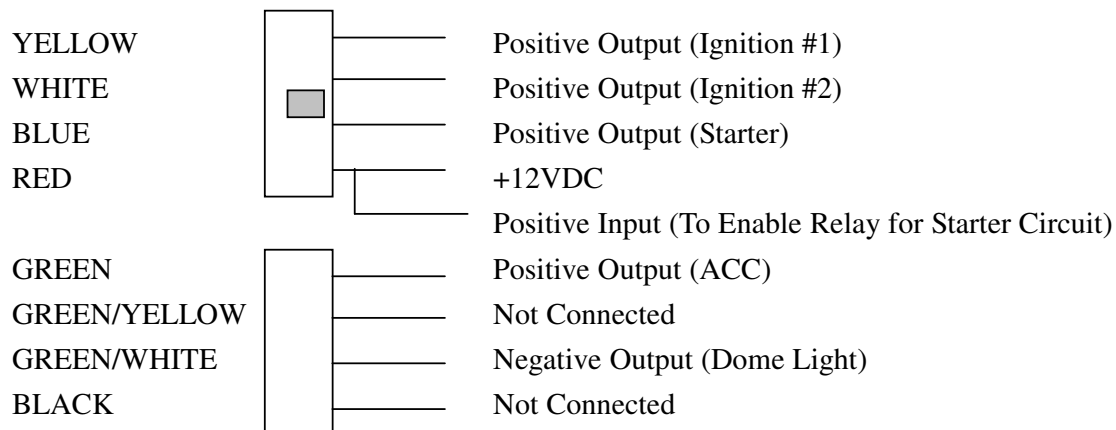 YELLOW Positive Output (Ignition #1)
WHITE Positive Output (Ignition #2)
BLUE Positive Output (Starter)
RED +12VDC
Positive Input (To Enable Relay for Starter Circuit)
GREEN Positive Output (ACC)
GREEN/YELLOW Not Connected
GREEN/WHITE Negative Output (Dome Light)
BLACK Not Connected